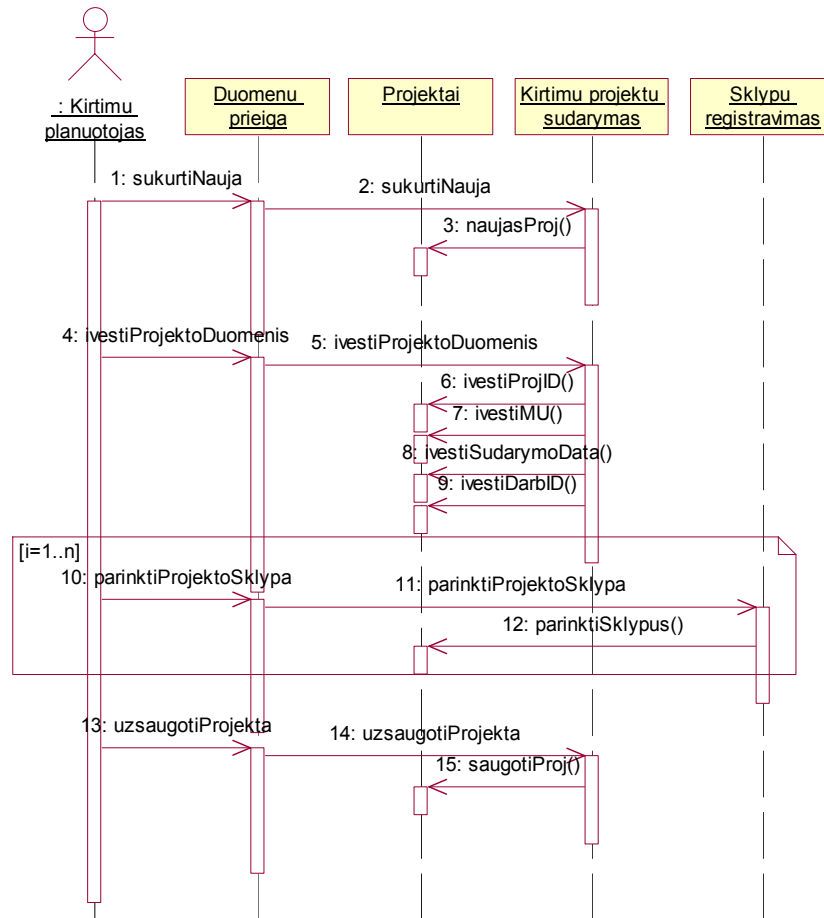 : Kirtimu
planuotojas
Duomenu
prieiga
Projektai
Kirtimu projektu
sudarymas
Sklypu
registravimas
1: sukurtiNauja
2: sukurtiNauja
3: naujasProj()
4: ivestiProjektoDuomenis
5: ivestiProjektoDuomenis
6: ivestiProjID()
7: ivestiMU()
8: ivestiSudarymoData()
9: ivestiDarbID()
[i=1..n]
10: parinktiProjektoSklypa
11: parinktiProjektoSklypa
12: parinktiSklypus()
13: uzsaugotiProjekta
14: uzsaugotiProjekta
15: saugotiProj()